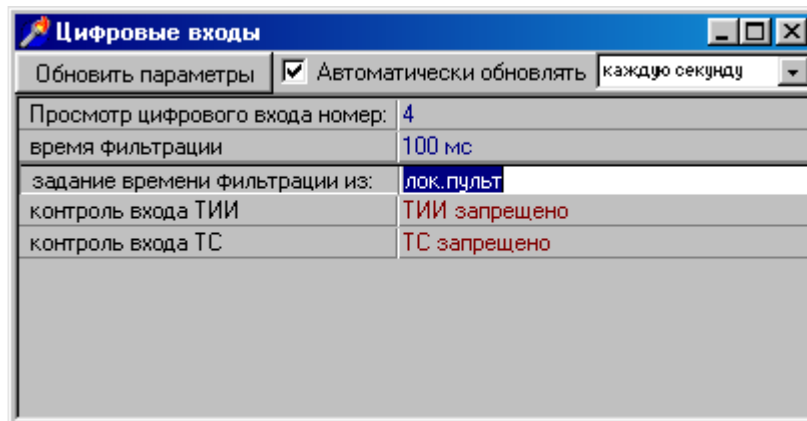 Цифровые входы
Обновить параметры Автоматически обновлять каждую секунду
Просмотр цифрового входа номер: 4
время фильтрации 100 мс
задание времени фильтрации из: лок.пульт
контроль входа ТИИ ТИИ запрещено
контроль входа ТС ТС запрещено